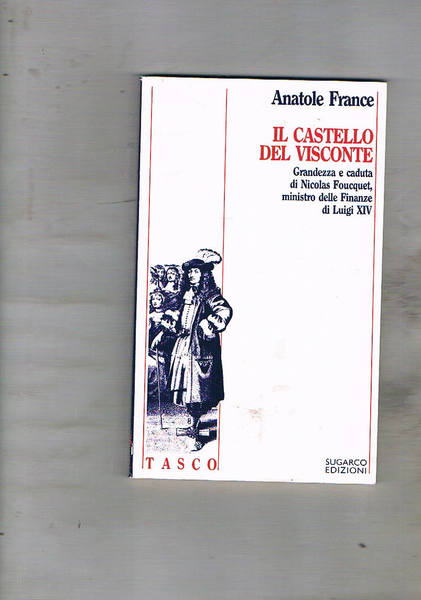 Anatole France
IL CASTELLO
DEL VISCONTE
Grandezza e caduta
di Nicolas Foucquet,
ministro delle Finanze
di Luigi XIV
TASCO
SUGARCO
EDIZIONI